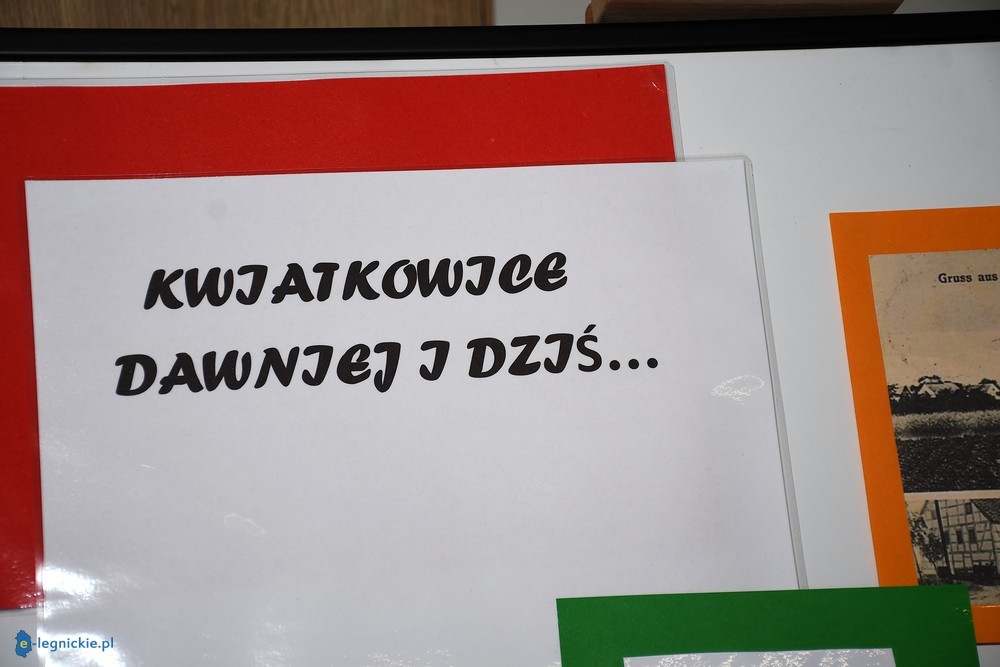 KWIATKOWICE
DAWNIEJ I DZIŚ...
Gruss aus
e-legnickie.pl